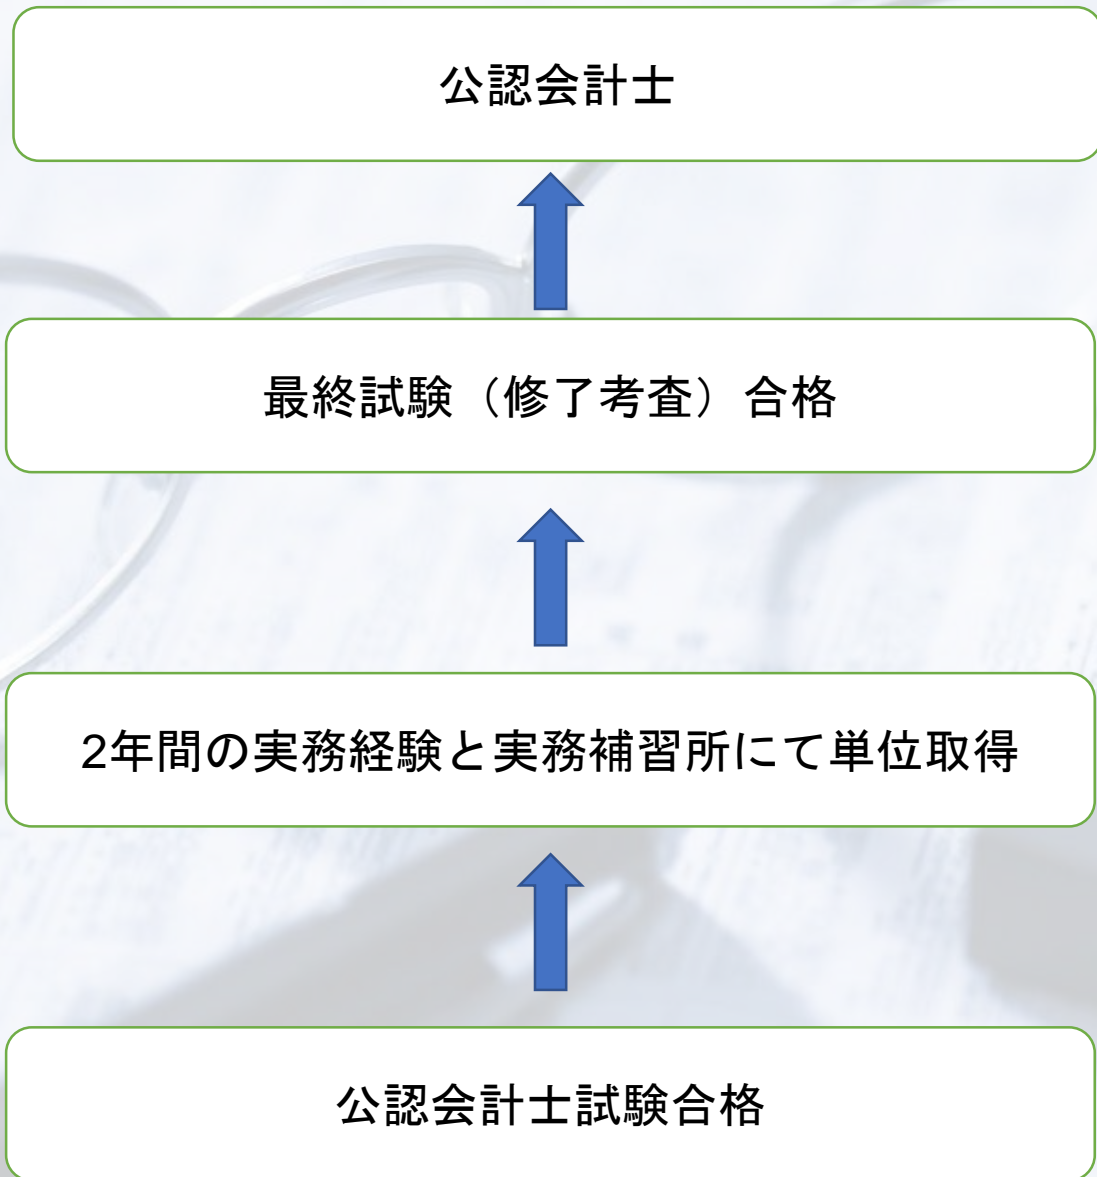 公認会計士
最終試験（修了考査）合格
2年間の実務経験と実務補習所にて単位取得
公認会計士試験合格